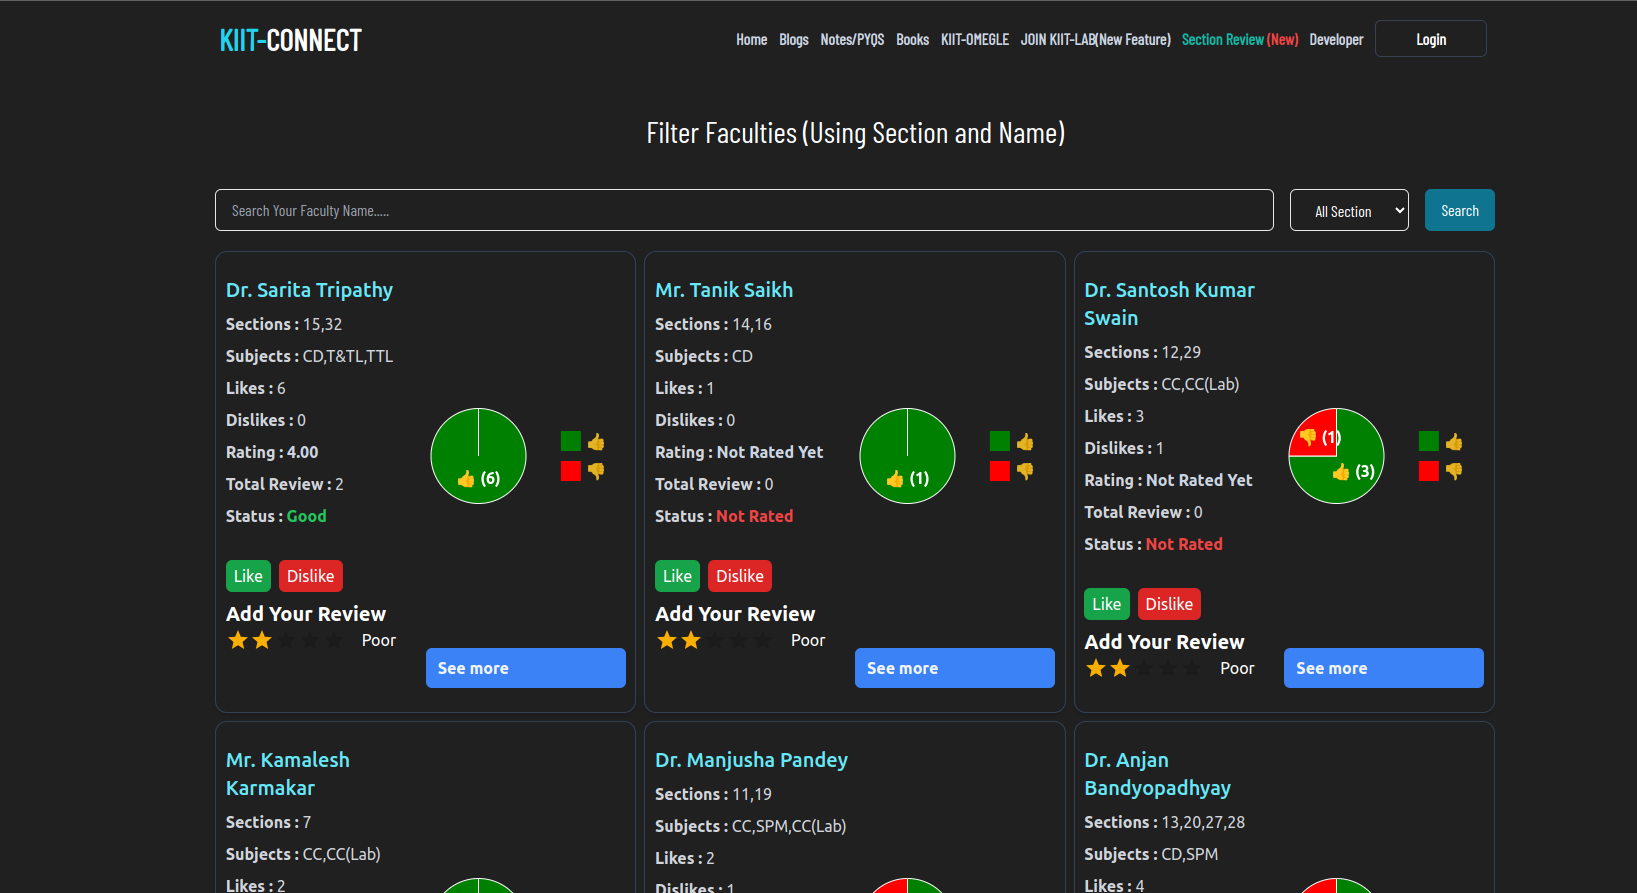 KIIT-CONNECT
Home Blogs Notes/PYQS Books KIIT-OMEGLE JOIN KIIT-LAB(New Feature) Section Review (New) Developer Login
Filter Faculties (Using Section and Name)
Search Your Faculty Name.....
All Section
Search
Dr. Sarita Tripathy
Sections : 15,32
Subjects : CD,T&TL,TTL
Likes : 6
Dislikes : 0
Rating : 4.00
Total Review : 2
Status : Good
👍 (6)
👍
👎
Like Dislike
Add Your Review
Poor
See more
Mr. Tanik Saikh
Sections : 14,16
Subjects : CD
Likes : 1
Dislikes : 0
Rating : Not Rated Yet
Total Review : 0
Status : Not Rated
👍 (1)
👍
👎
Like Dislike
Add Your Review
Poor
See more
Dr. Santosh Kumar
Swain
Sections : 12,29
Subjects : CC,CC(Lab)
Likes : 3
Dislikes : 1
Rating : Not Rated Yet
Total Review : 0
Status : Not Rated
👎 (1)
👍 (3)
👍
👎
Like Dislike
Add Your Review
Poor
See more
Mr. Kamalesh
Karmakar
Sections : 7
Subjects : CC,CC(Lab)
Likes : 2
Dr. Manjusha Pandey
Sections : 11,19
Subjects : CC,SPM,CC(Lab)
Likes : 2
Dislikes : 1
Dr. Anjan
Bandyopadhyay
Sections : 13,20,27,28
Subjects : CD,SPM
Likes : 4